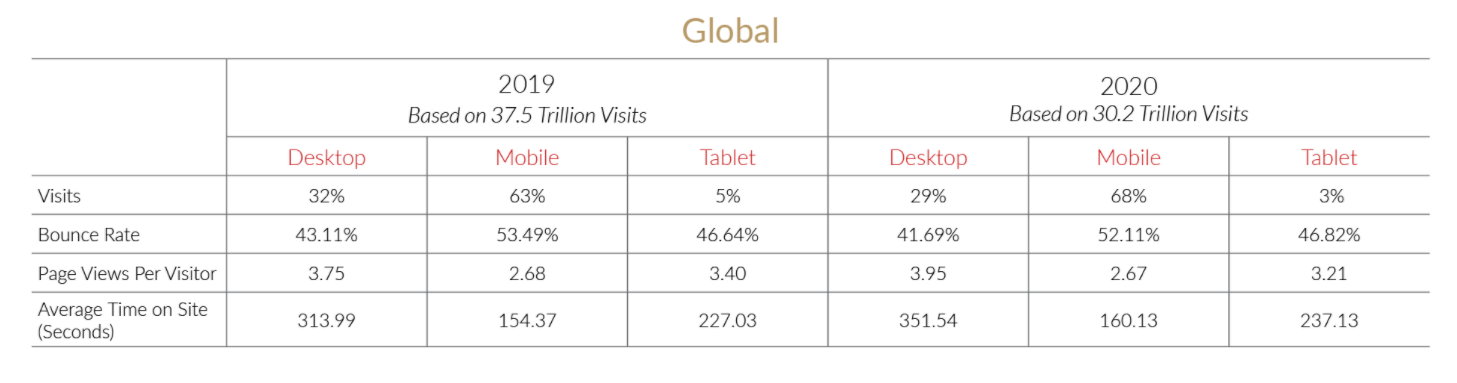 Global
2019 2020
Based on 37.5 Trillion Visits Based on 30.2 Trillion Visits
Desktop Mobile Tablet Desktop Mobile Tablet
Visits 32% 63% 5% 29% 68% 3%
Bounce Rate 43.11% 53.49% 46.64% 41.69% 52.11% 46.82%
Page Views Per Visitor 3.75 2.68 3.40 3.95 2.67 3.21
Average Time on Site
(Seconds) 313.99 154.37 227.03 351.54 160.13 237.13